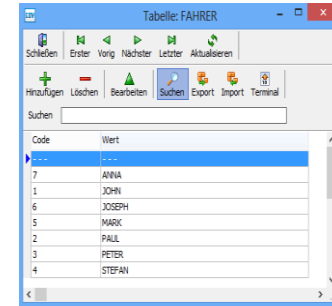 Tabelle: FAHRER
Schließen Erster Vorig Nächster Letzter Aktualisieren
Hinzufügen Löschen Bearbeiten Suchen Export Import Terminal
Suchen
Code Wert
- - - - - -
7 ANNA
1 JOHN
6 JOSEPH
5 MARK
2 PAUL
3 PETER
4 STEFAN